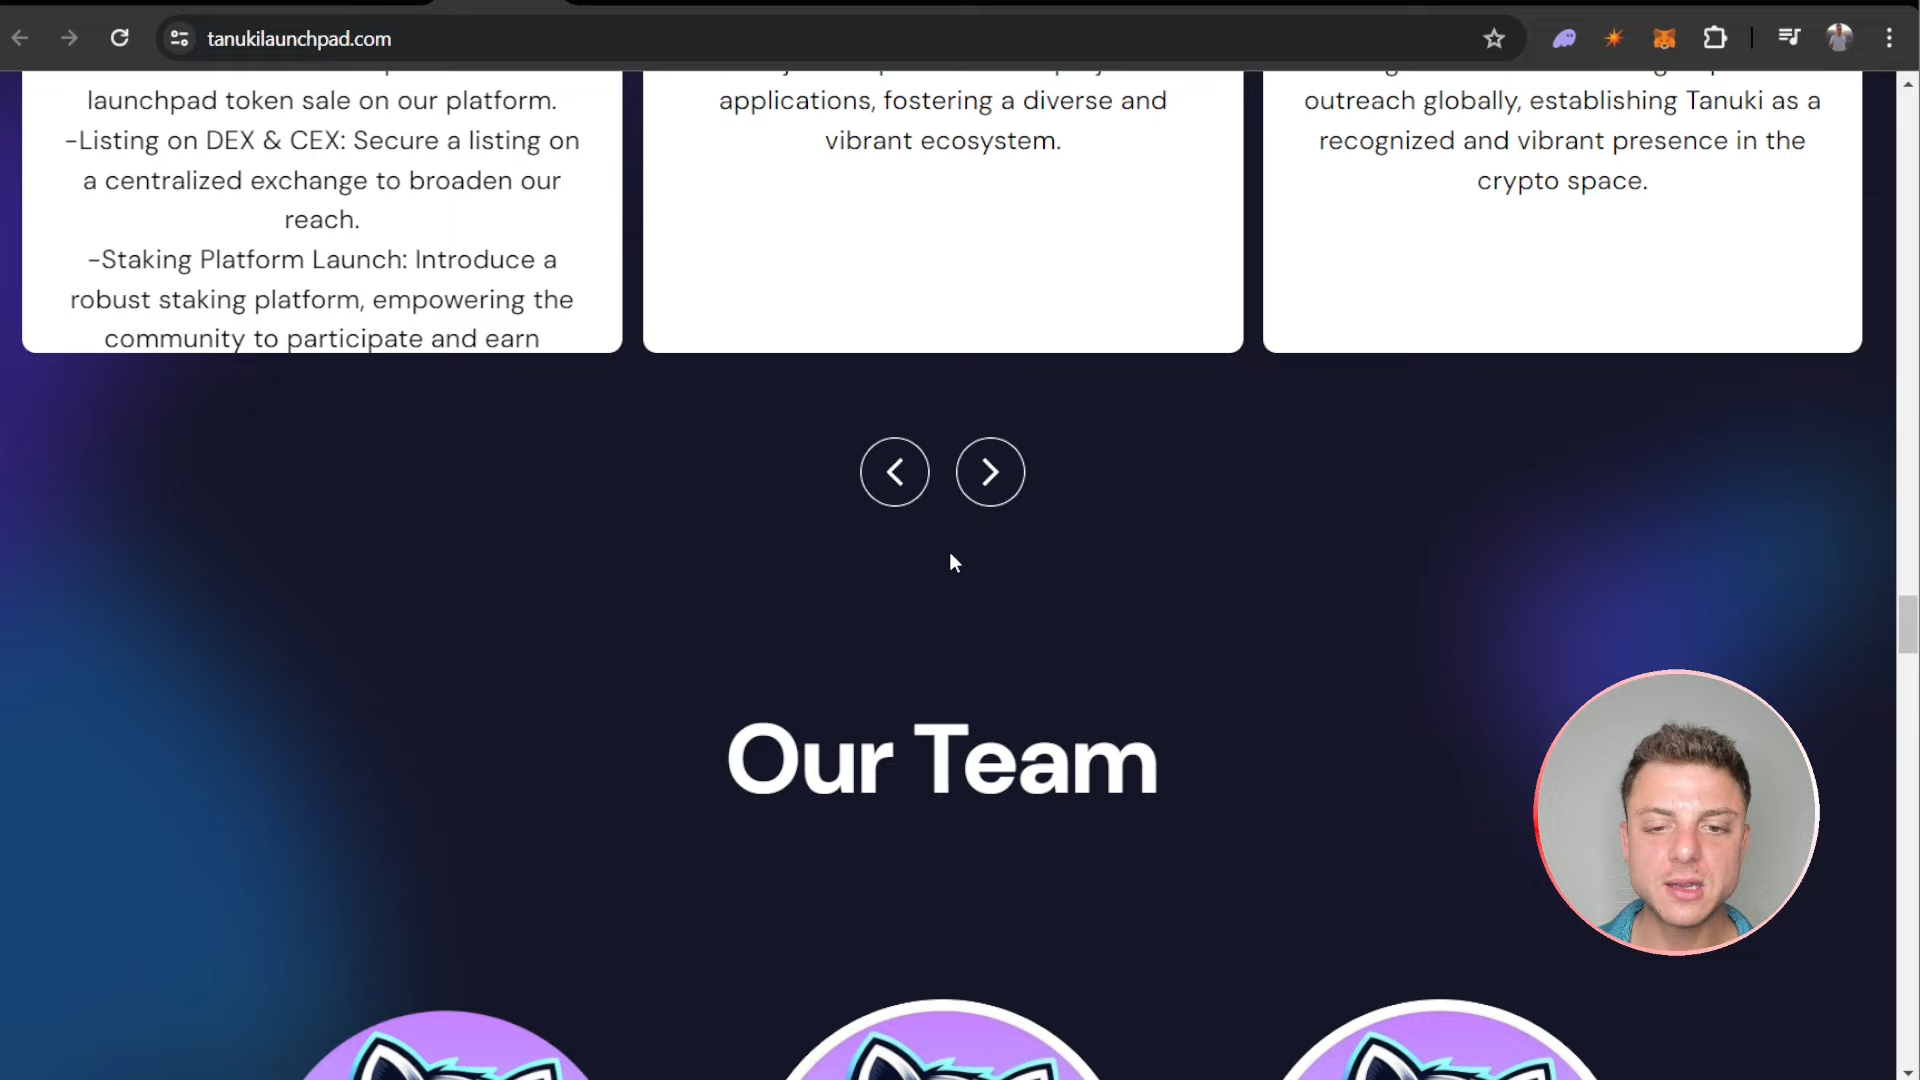 tanukilaunchpad.com
launchpad token sale on our platform.
-Listing on DEX & CEX: Secure a listing on
a centralized exchange to broaden our
reach.
-Staking Platform Launch: Introduce a
robust staking platform, empowering the
community to participate and earn
applications, fostering a diverse and
vibrant ecosystem.
outreach globally, establishing Tanuki as a
recognized and vibrant presence in the
crypto space.
Our Team